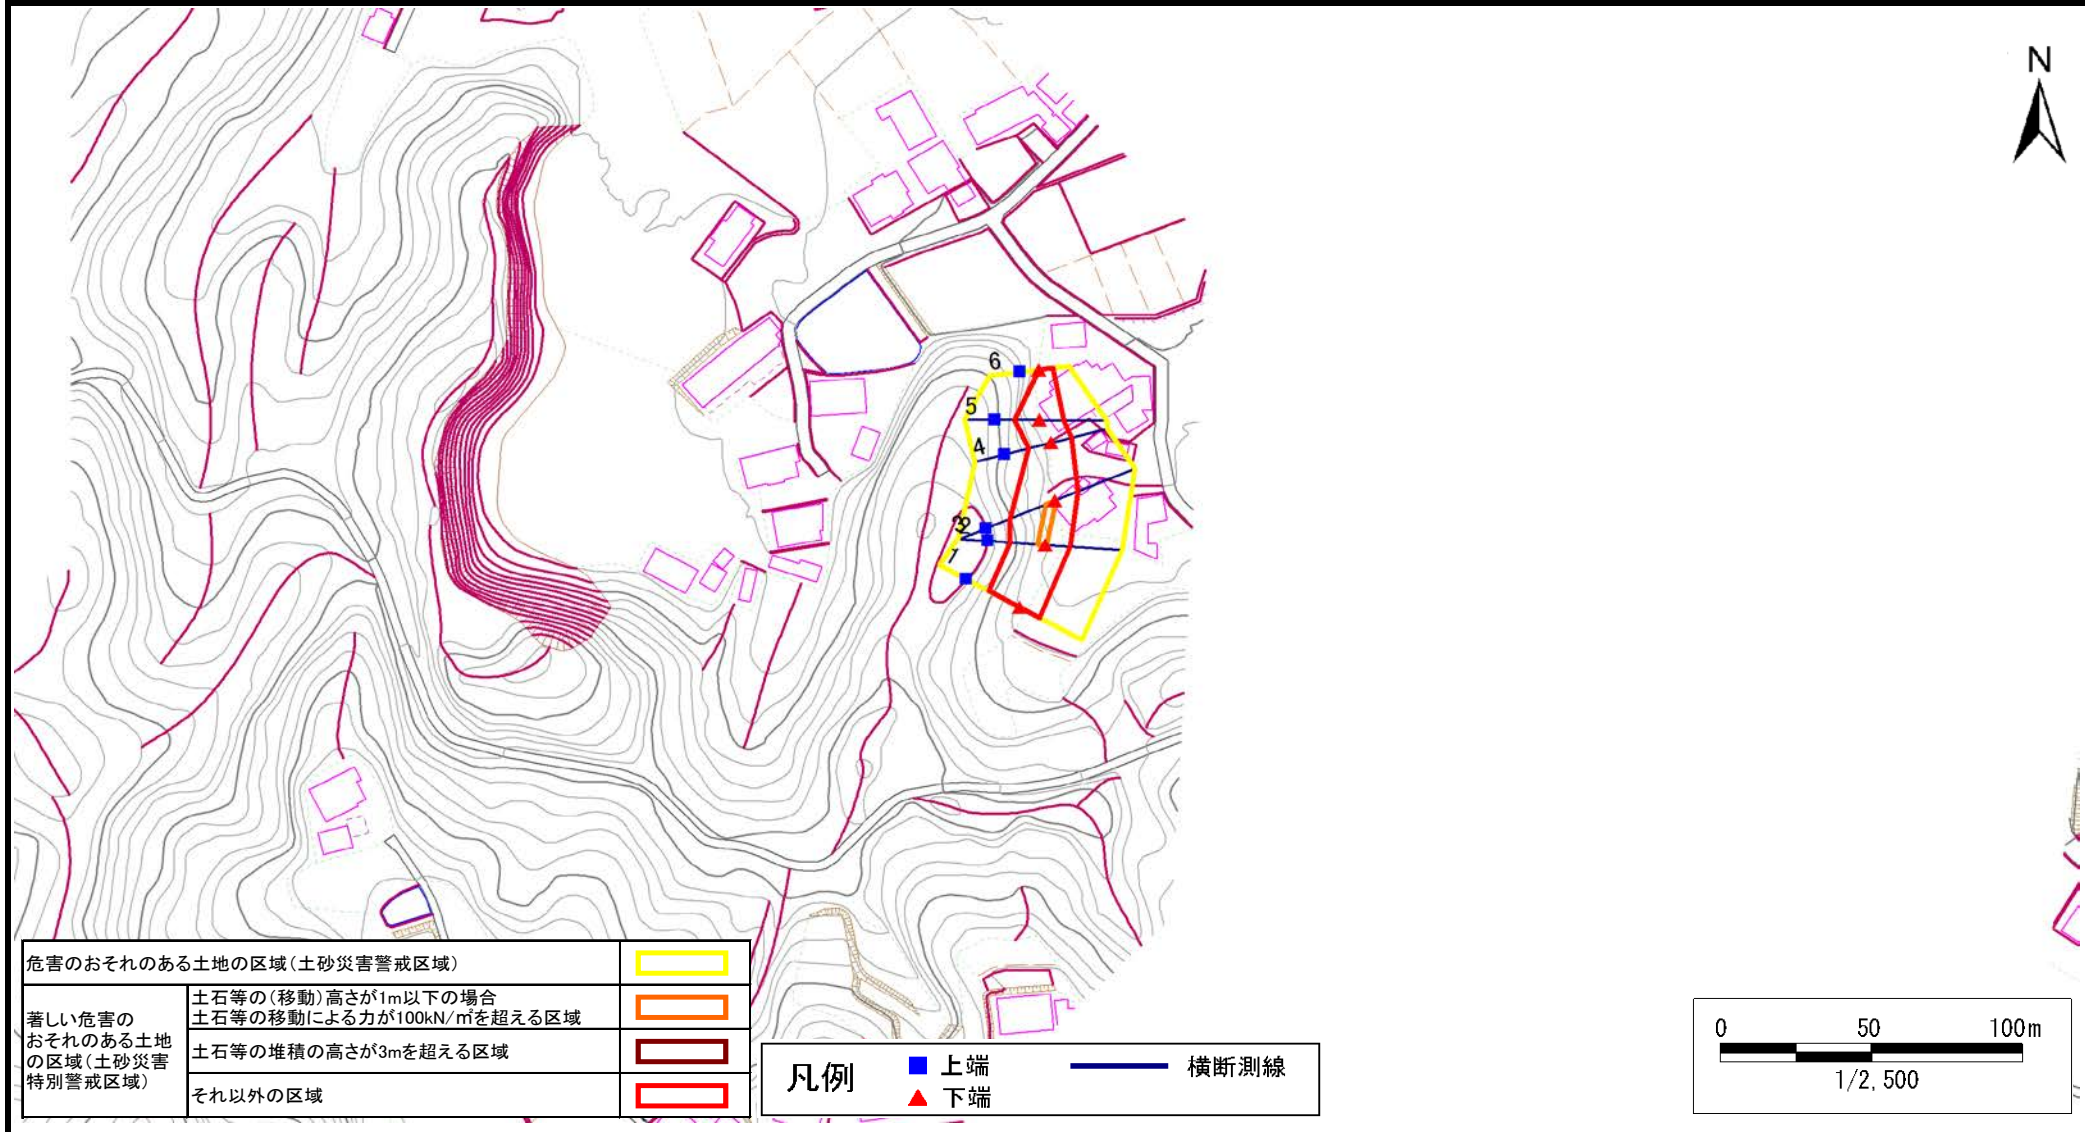 N
6
5
4
3
2
1
危害のおそれのある土地の区域(土砂災害警戒区域)
著しい危害の
おそれのある土地
の区域(土砂災害
特別警戒区域)
土石等の(移動)高さが1m以下の場合
土石等の移動による力が100kN/㎡を超える区域
土石等の堆積の高さが3mを超える区域
それ以外の区域
凡例
上端
下端
横断測線
0 50 100m
1/2,500